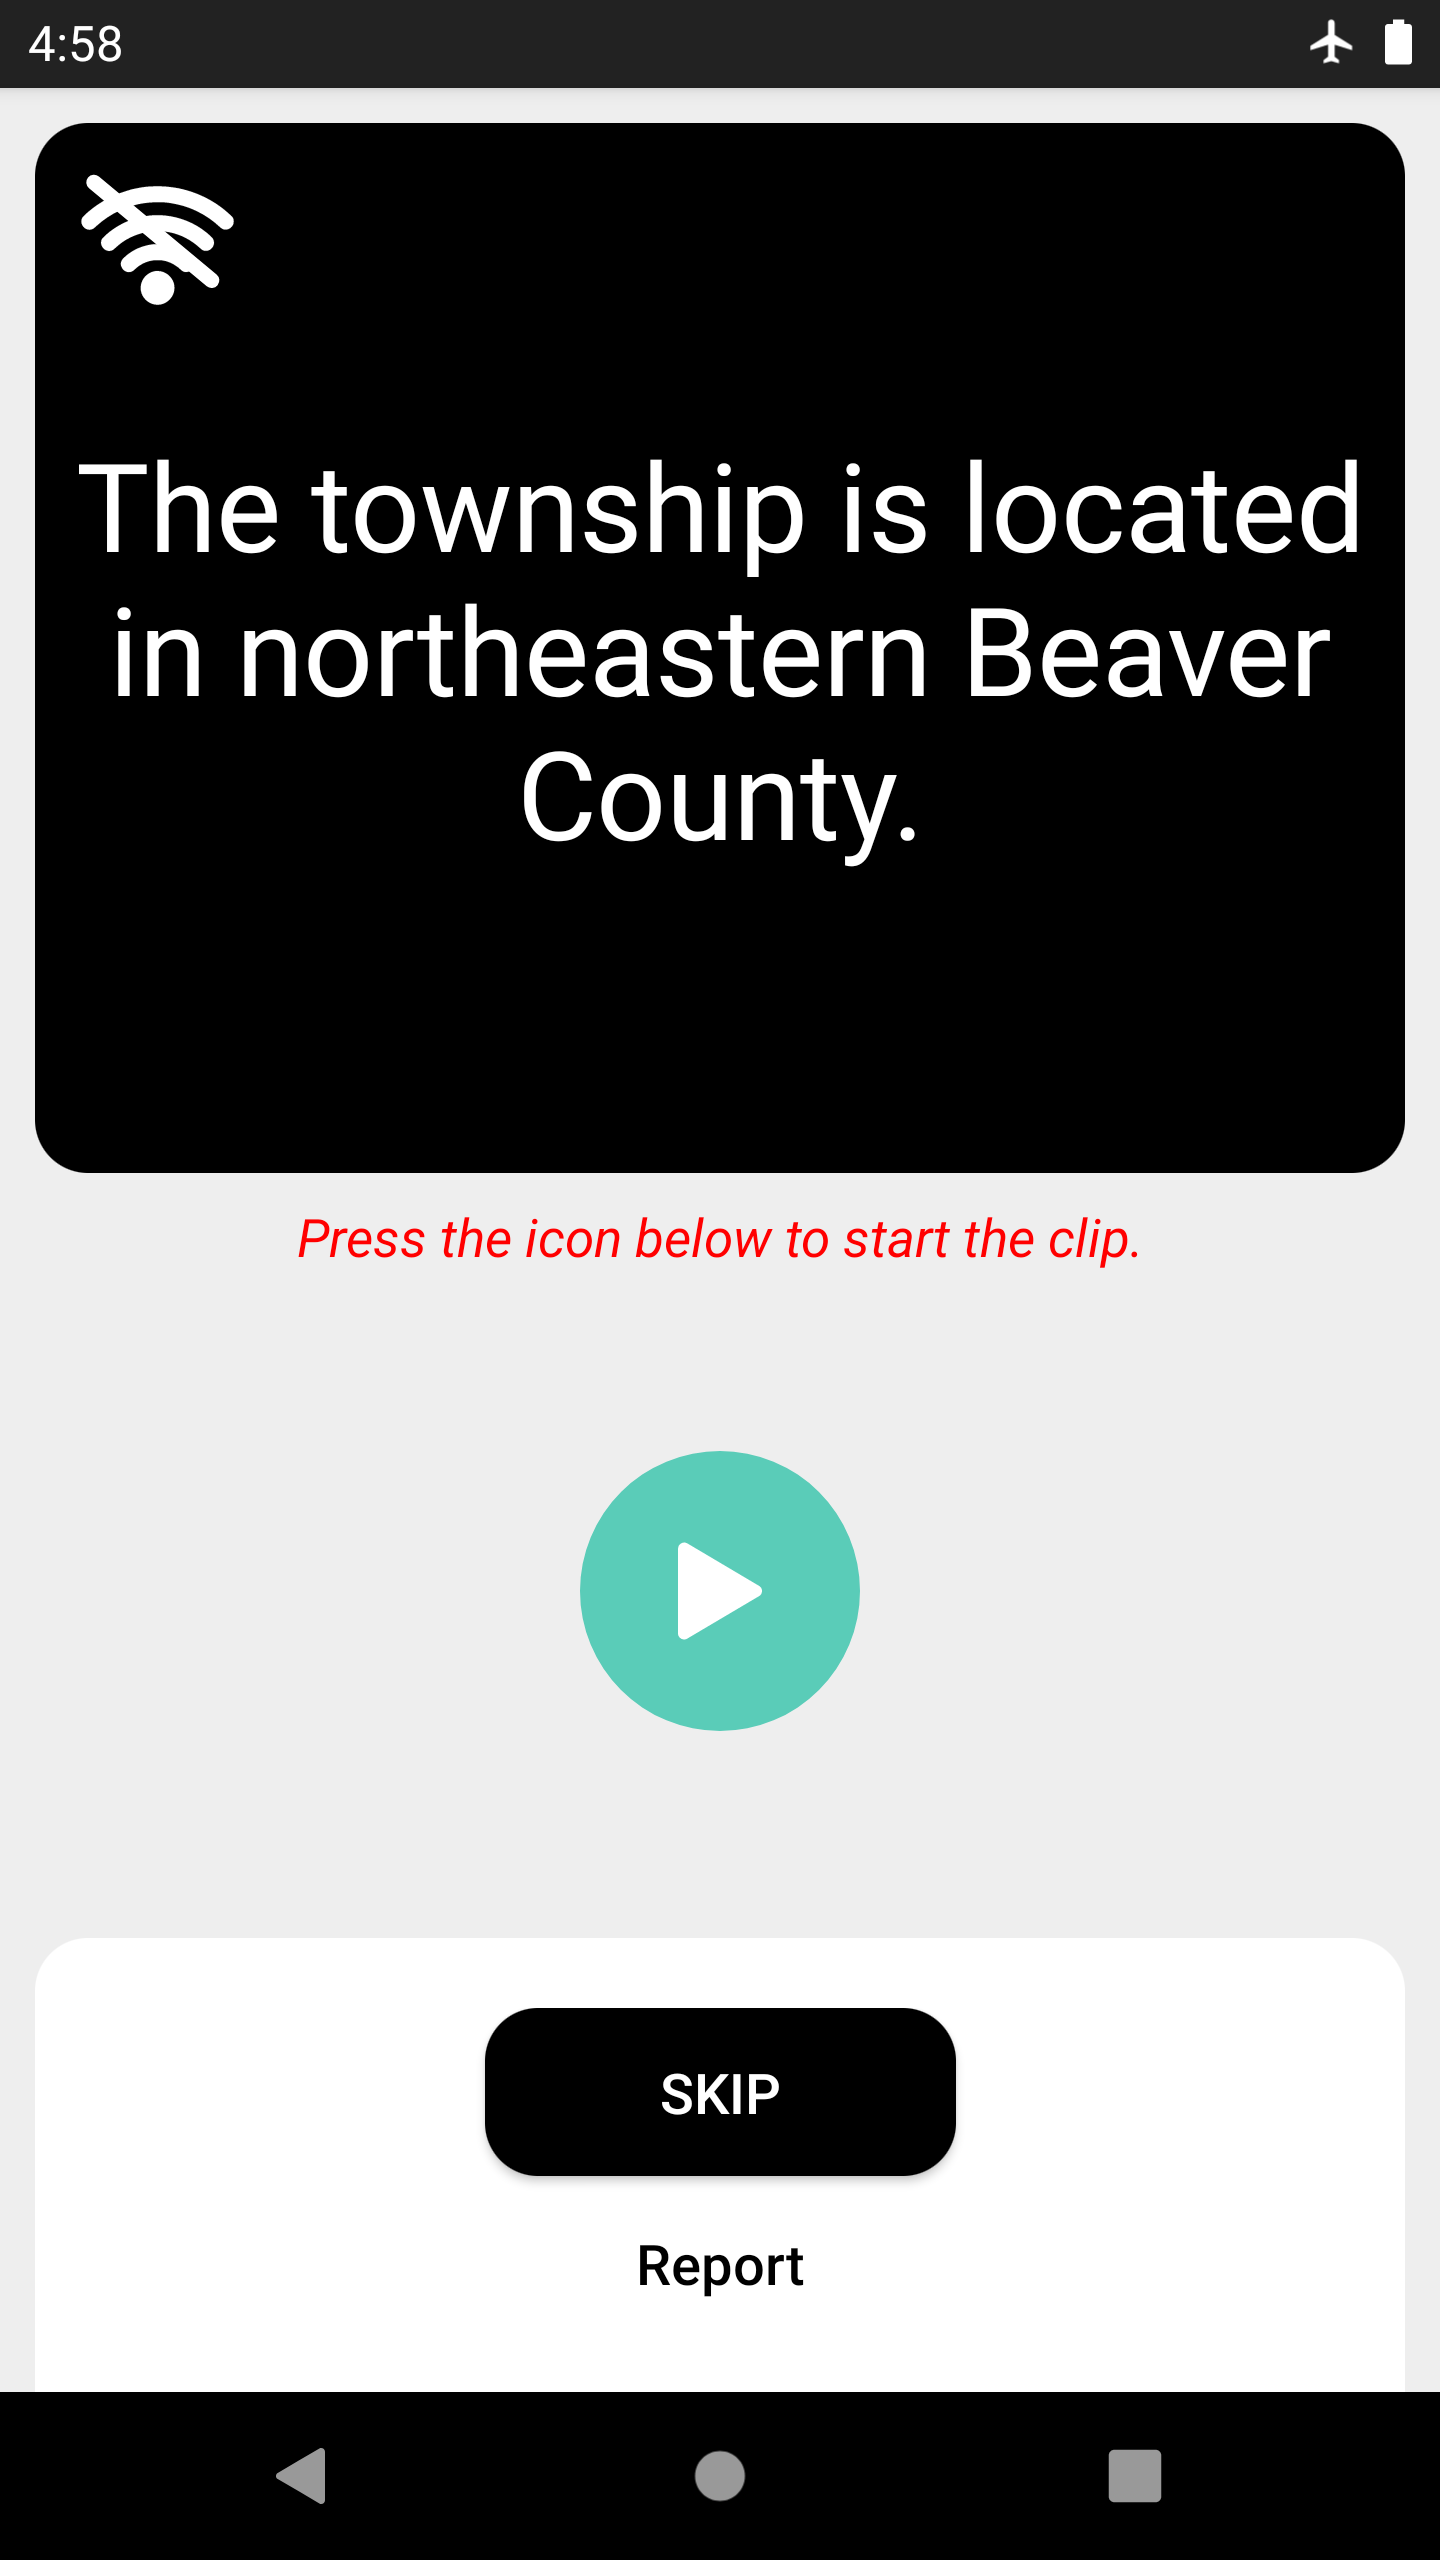 4:58
The township is located
in northeastern Beaver
County.
Press the icon below to start the clip.
SKIP
Report